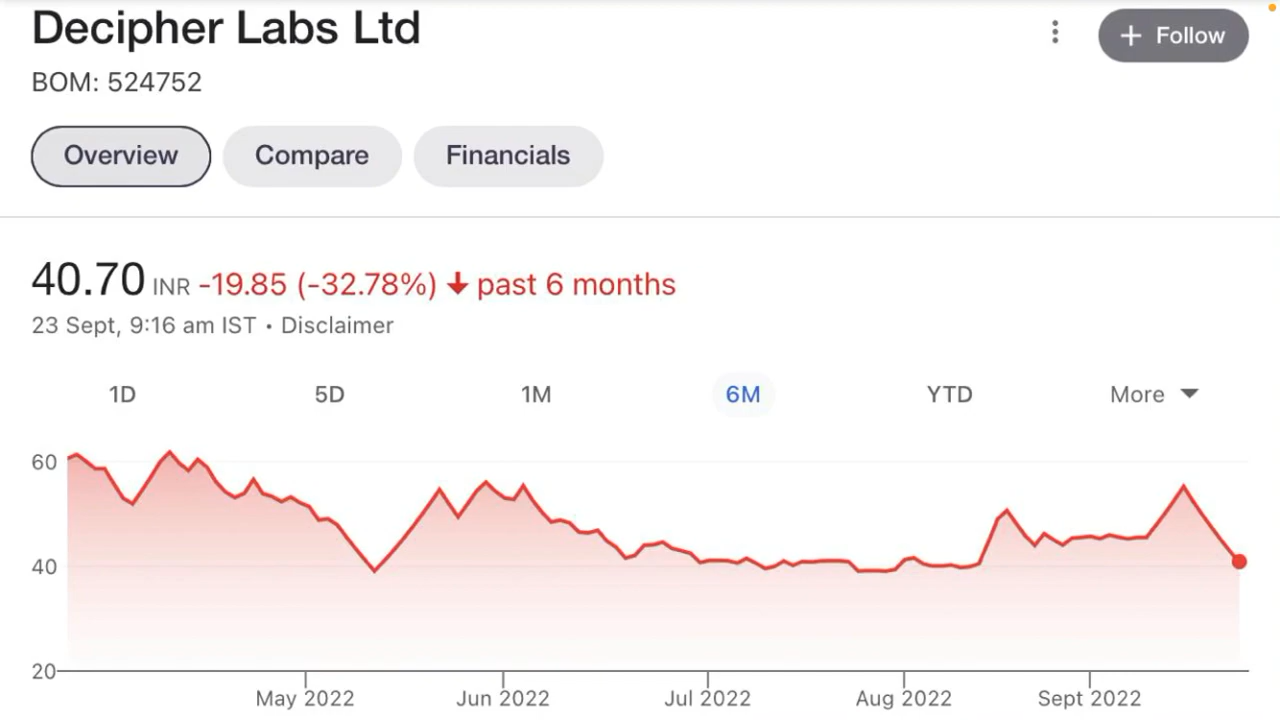 Decipher Labs Ltd
+ Follow
BOM: 524752
Overview Compare Financials
40.70 INR -19.85 (-32.78%) ↓ past 6 months
23 Sept, 9:16 am IST • Disclaimer
1D 5D 1M 6M YTD More
60
40
20
May 2022 Jun 2022 Jul 2022 Aug 2022 Sept 2022